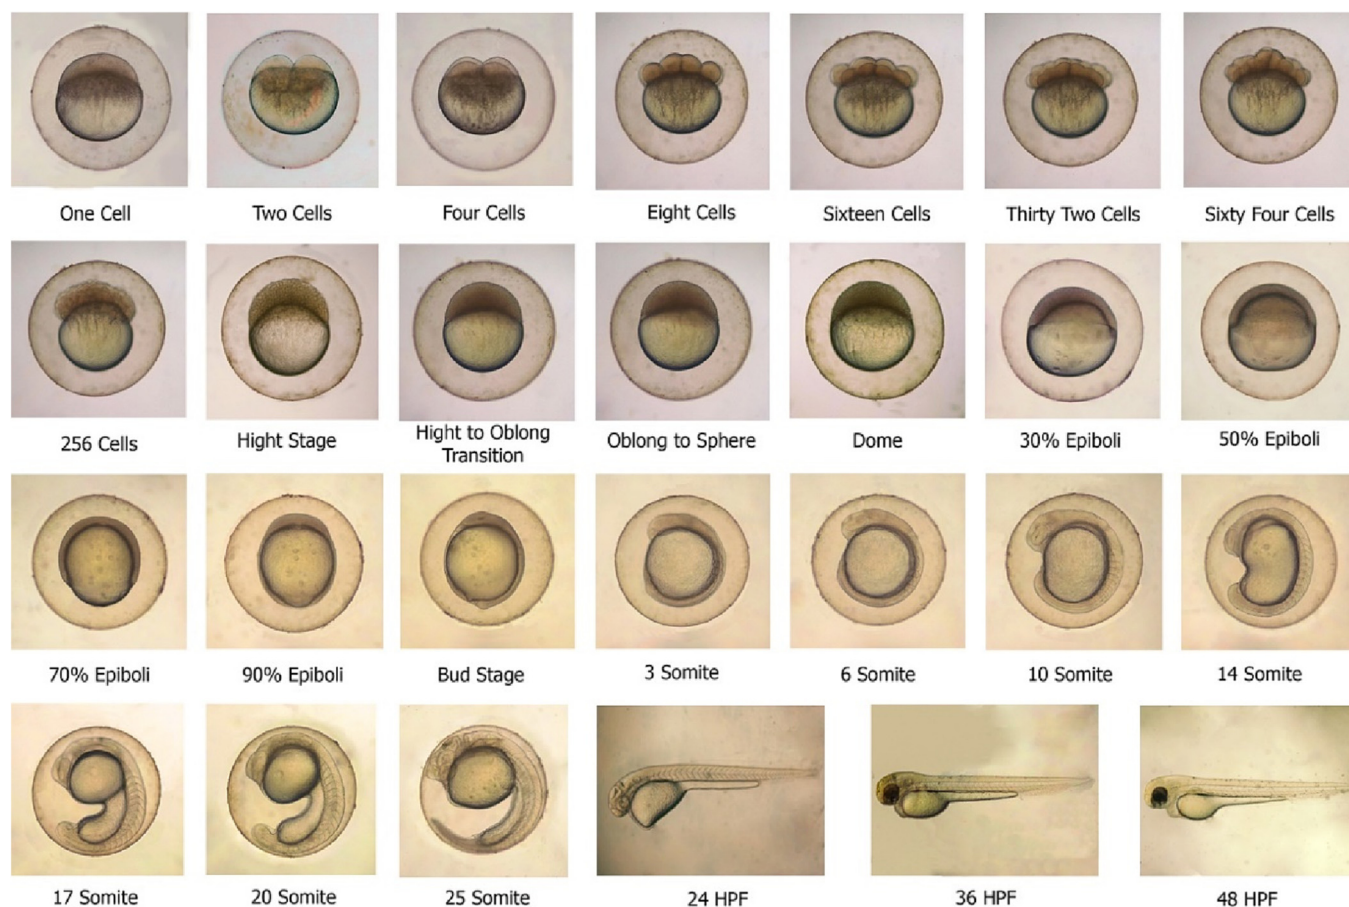 One Cell
Two Cells
Four Cells
Eight Cells
Sixteen Cells
Thirty Two Cells
Sixty Four Cells
256 Cells
Hight Stage
Hight to Oblong
Transition
Oblong to Sphere
Dome
30% Epiboli
50% Epiboli
70% Epiboli
90% Epiboli
Bud Stage
3 Somite
6 Somite
10 Somite
14 Somite
17 Somite
20 Somite
25 Somite
24 HPF
36 HPF
48 HPF